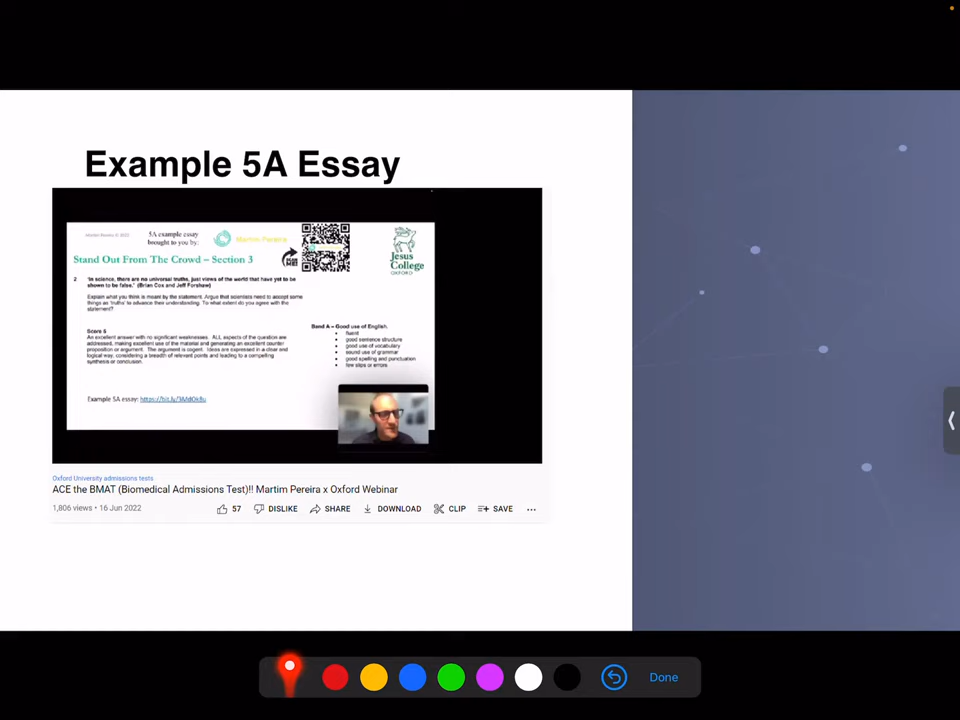 Example 5A Essay
5A example essay
brought to you by:
Martim Pereira
Stand Out From The Crowd – Section 3
Jesus
College
OXFORD
2 'In science, there are no universal truths, just views of the world that have yet to be
shown to be false.' (Brian Cox and Jeff Forshaw)
Explain what you think is meant by the statement. Argue that scientists need to accept some
things as 'truths' to advance their understanding. To what extent do you agree with the
statement?
Score 5
An excellent answer with no significant weaknesses. ALL aspects of the question are
addressed, making excellent use of the material and generating an excellent counter
proposition or argument. The argument is cogent. Ideas are expressed in a clear and
logical way, considering a breadth of relevant points and leading to a compelling
synthesis or conclusion.
Band A – Good use of English.
• fluent
• good sentence structure
• good use of vocabulary
• sound use of grammar
• good spelling and punctuation
• few slips or errors
Example 5A essay:
Oxford University admissions tests
ACE the BMAT (Biomedical Admissions Test)!! Martim Pereira x Oxford Webinar
1,806 views • 16 Jun 2022
57 DISLIKE SHARE DOWNLOAD CLIP SAVE ...
Done